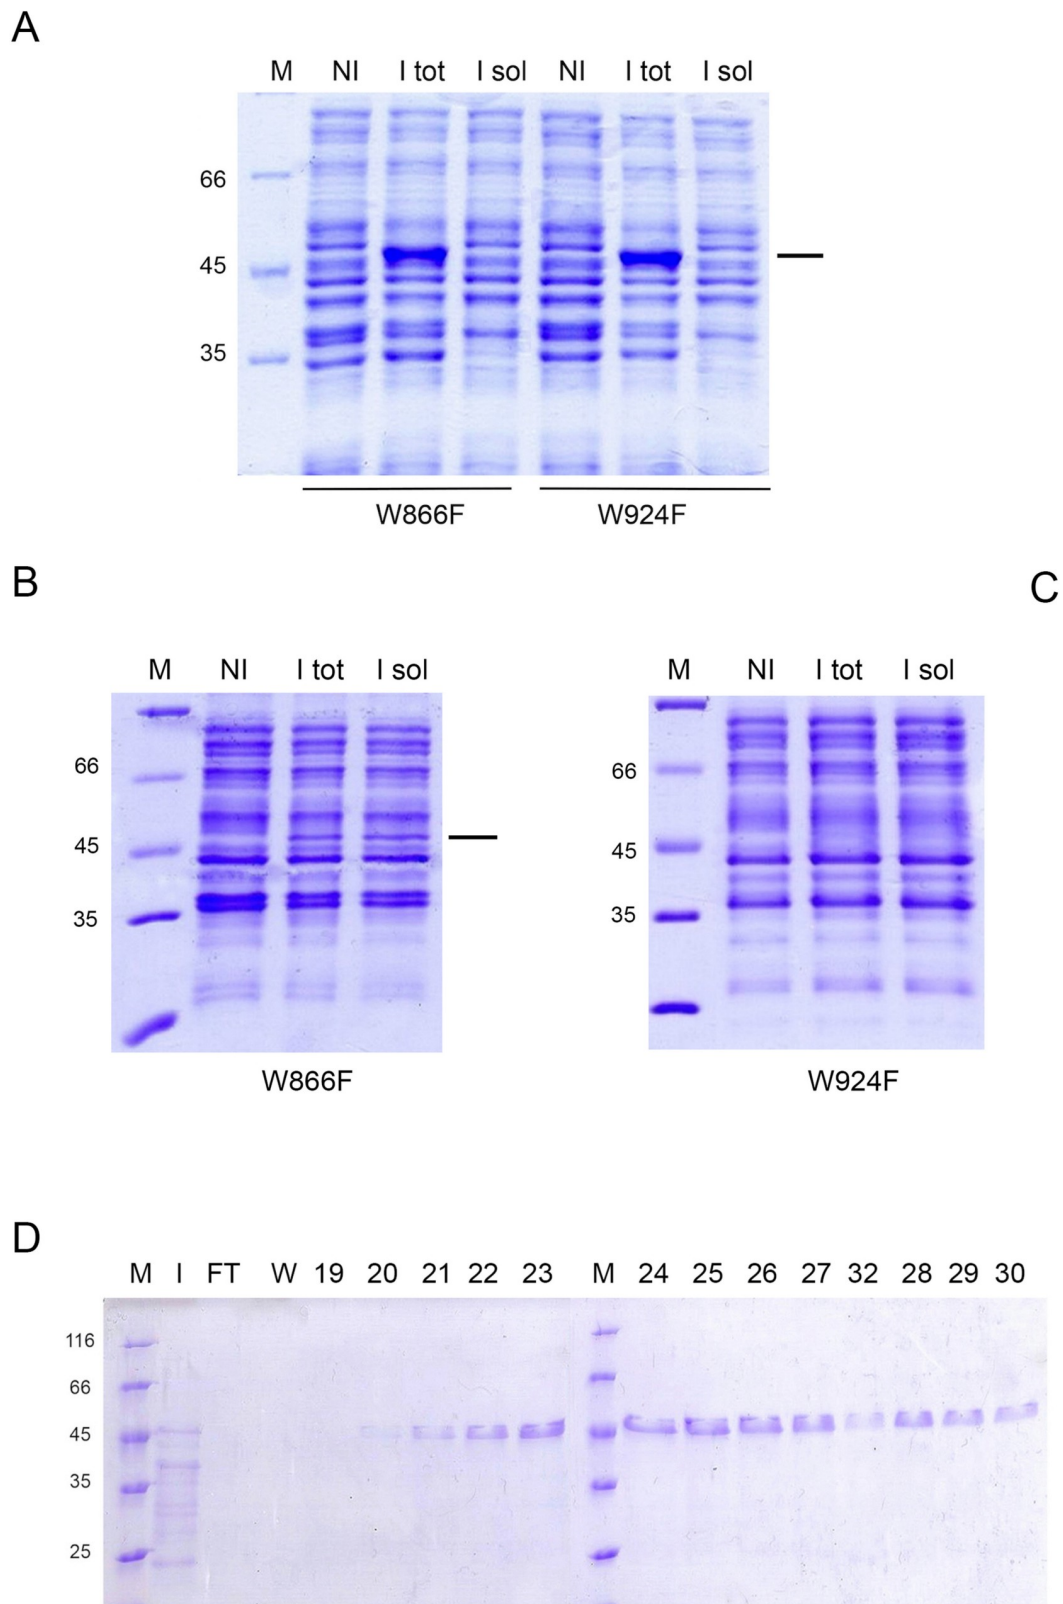 A
M NI I tot I sol NI I tot I sol
66
45
35
W866F W924F
B C
M NI I tot I sol
66
45
35
W866F
M NI I tot I sol
66
45
35
W924F
D
M I FT W 19 20 21 22 23 M 24 25 26 27 32 28 29 30
116
66
45
35
25